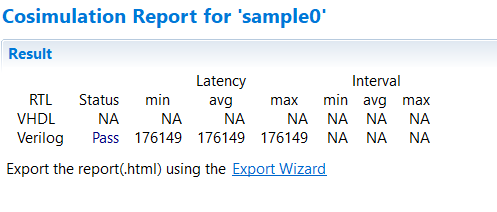 Cosimulation Report for 'sample0'
Result
Latency Interval
RTL Status min avg max min avg max
VHDL NA NA NA NA NA NA NA
Verilog Pass 176149 176149 176149 NA NA NA
Export the report(.html) using the Export Wizard